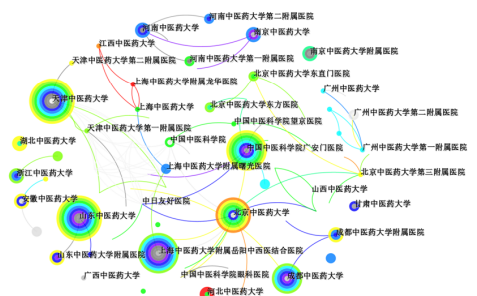 河南中医药大学第二附属医院
河南中医药大学
南京中医药大学
江西中医药大学
南京中医药大学附属医院
天津中医药大学第二附属医院
河南中医药大学第一附属医院
上海中医药大学附属龙华医院
北京中医药大学东直门医院
广州中医药大学
天津中医药大学
上海中医药大学
北京中医药大学东方医院
广州中医药大学第二附属医院
中国中医科学院望京医院
天津中医药大学第一附属医院
湖北中医药大学
中国中医科学院
中国中医科学院广安门医院
广州中医药大学第一附属医院
浙江中医药大学
上海中医药大学附属曙光医院
北京中医药大学第三附属医院
山西中医药大学
安徽中医药大学
中日友好医院
甘肃中医药大学
山东中医药大学
北京中医药大学
成都中医药大学附属医院
山东中医药大学附属医院
上海中医药大学附属岳阳中西医结合医院
广西中医药大学
中国中医科学院眼科医院
成都中医药大学
河北中医药大学